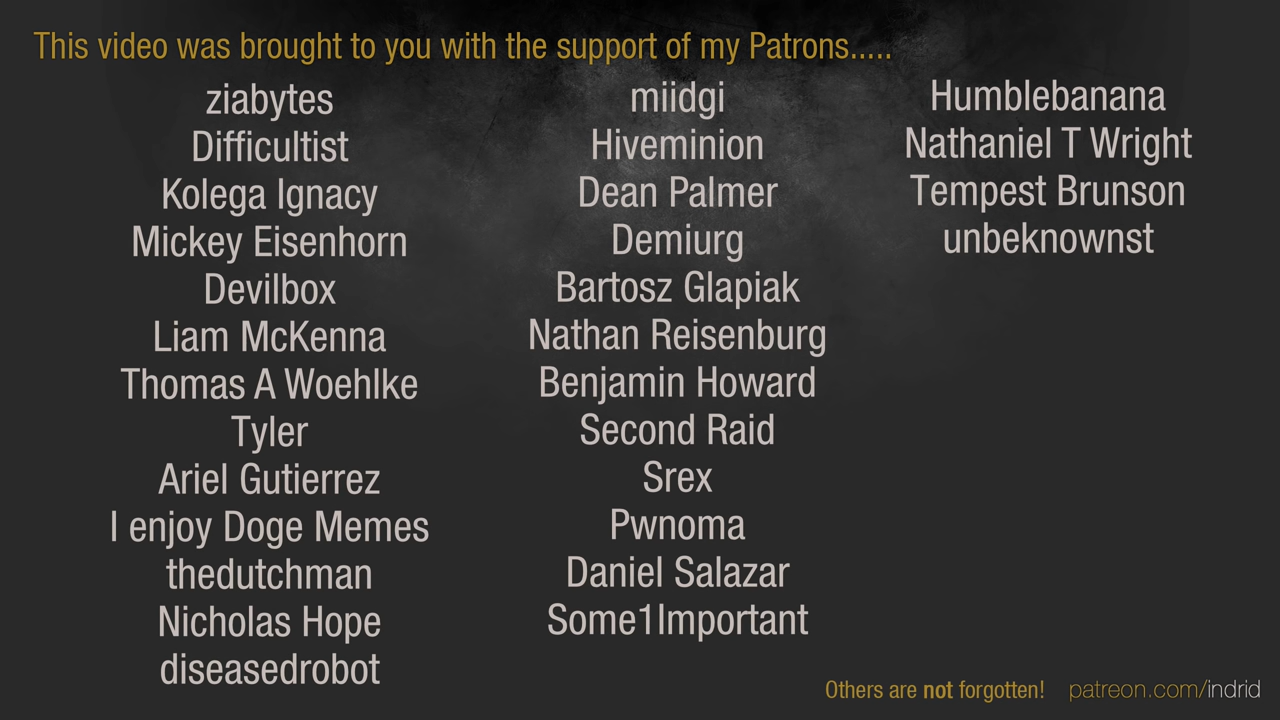 This video was brought to you with the support of my Patrons.....
ziabytes
Difficultist
Kolega Ignacy
Mickey Eisenhorn
Devilbox
Liam McKenna
Thomas A Woehlke
Tyler
Ariel Gutierrez
I enjoy Doge Memes
thedutchman
Nicholas Hope
diseasedrobot
miidgi
Hiveminion
Dean Palmer
Demiurg
Bartosz Glapiak
Nathan Reisenburg
Benjamin Howard
Second Raid
Srex
Pwnoma
Daniel Salazar
Some1Important
Humblebanana
Nathaniel T Wright
Tempest Brunson
unbeknownst
Others are not forgotten! patreon.com/indrid